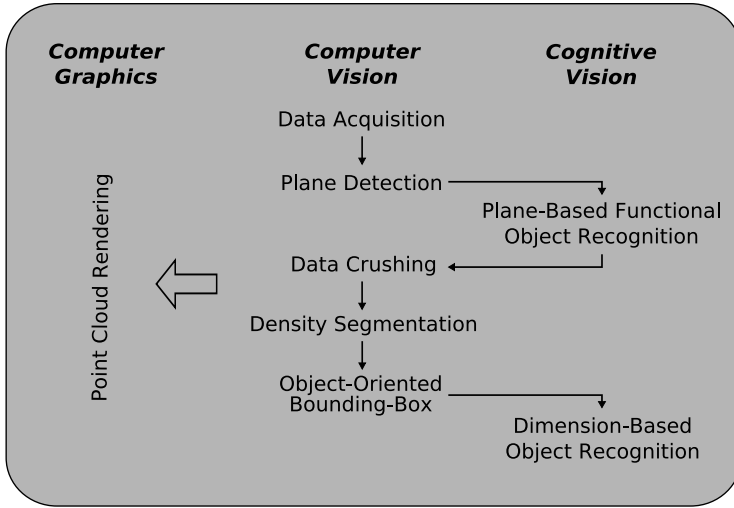 Computer
Graphics
Computer
Vision
Cognitive
Vision
Data Acquisition
Plane Detection
Plane-Based Functional
Object Recognition
Point Cloud Rendering
Data Crushing
Density Segmentation
Object-Oriented
Bounding-Box
Dimension-Based
Object Recognition